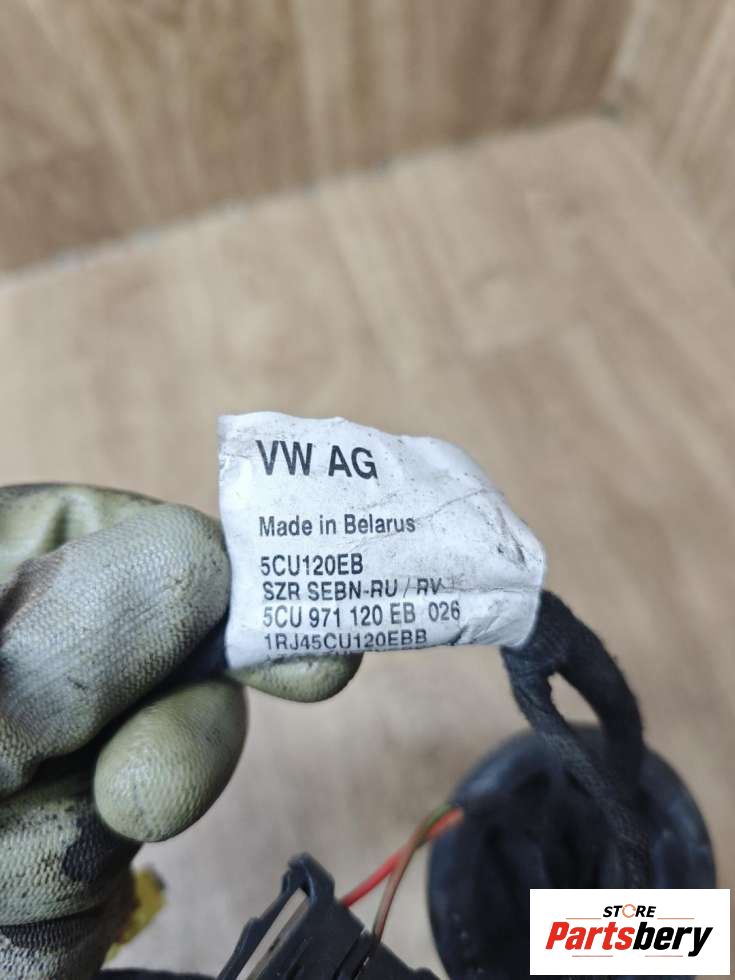 VW AG
Made in Belarus
5CU120EB
SZR SEBN-RU / RV
5CU 971 120 EB 026
1RJ45CU120EBB
STORE
Partsbery